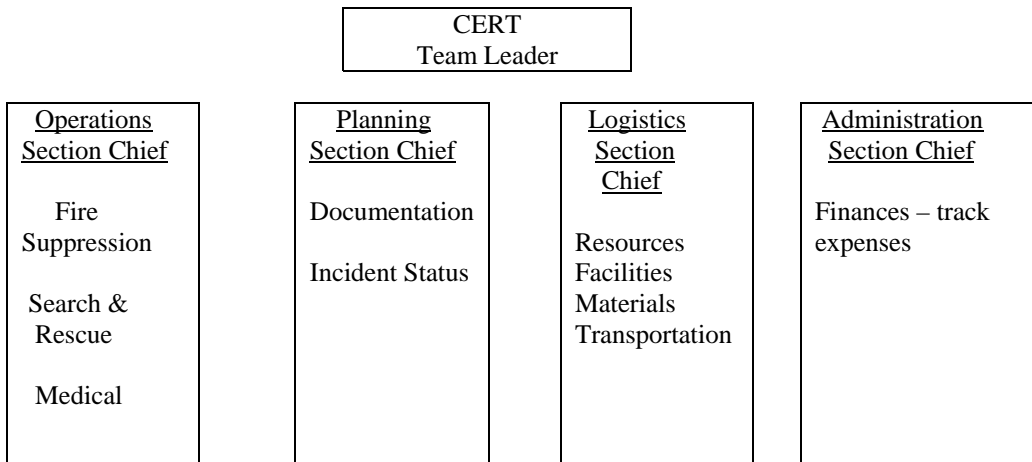 CERT
Team Leader
Operations
Section Chief
Fire
Suppression
Search &
Rescue
Medical
Planning
Section Chief
Documentation
Incident Status
Logistics
Section
Chief
Resources
Facilities
Materials
Transportation
Administration
Section Chief
Finances – track
expenses